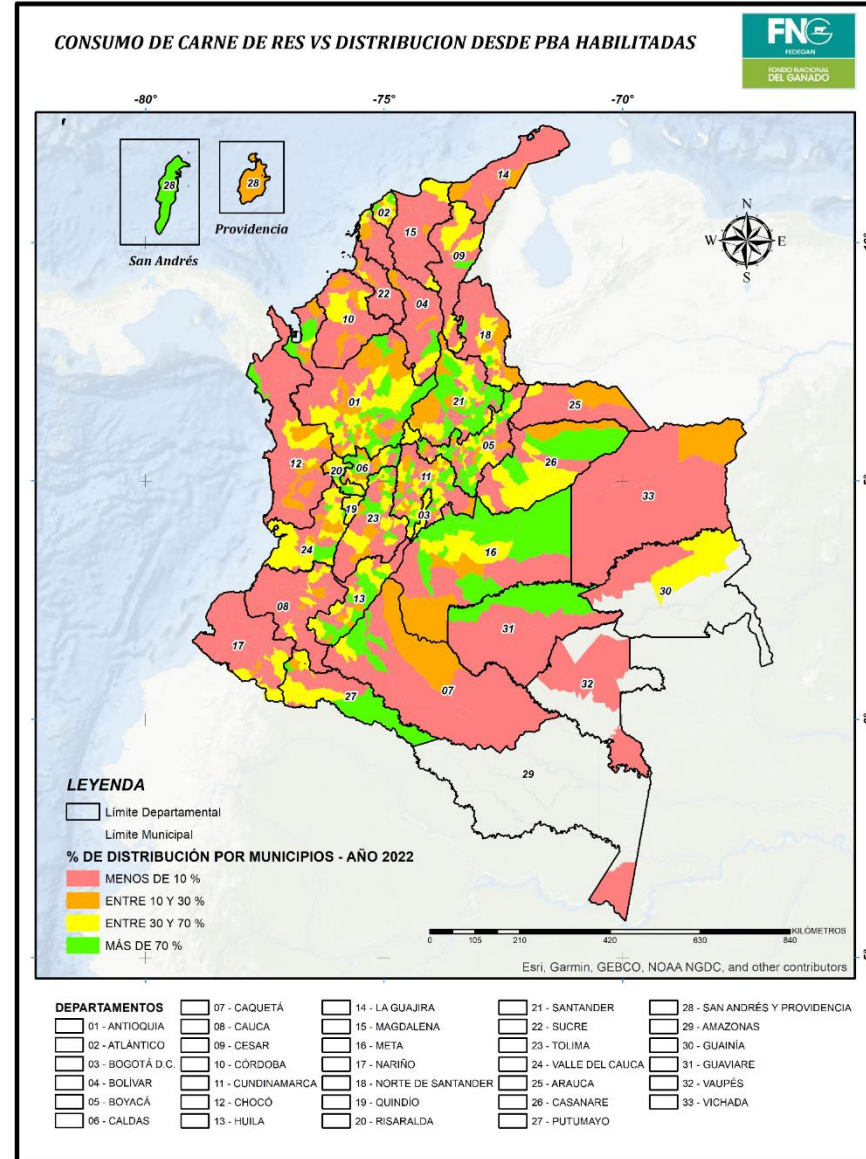 CONSUMO DE CARNE DE RES VS DISTRIBUCION DESDE PBA HABILITADAS
FNG
FEDEGAN
FONDO NACIONAL
DEL GANADO
-80°
-75°
-70°
28
28
Providencia
San Andrés
N
W
E
S
14
02
15
09
22
04
10
18
01
21
25
05
12
20
06
26
11
33
19
03
23
24
16
13
30
08
31
17
32
07
27
29
LEYENDA
Límite Departamental
Límite Municipal
% DE DISTRIBUCIÓN POR MUNICIPIOS - AÑO 2022
MENOS DE 10 %
ENTRE 10 Y 30 %
ENTRE 30 Y 70 %
MÁS DE 70 %
KILÓMETROS
0 105 210 420 630 840
Esri, Garmin, GEBCO, NOAA NGDC, and other contributors
DEPARTAMENTOS
01 - ANTIOQUIA
02 - ATLÁNTICO
03 - BOGOTÁ D.C.
04 - BOLÍVAR
05 - BOYACÁ
06 - CALDAS
07 - CAQUETÁ
08 - CAUCA
09 - CESAR
10 - CÓRDOBA
11 - CUNDINAMARCA
12 - CHOCÓ
13 - HUILA
14 - LA GUAJIRA
15 - MAGDALENA
16 - META
17 - NARIÑO
18 - NORTE DE SANTANDER
19 - QUINDÍO
20 - RISARALDA
21 - SANTANDER
22 - SUCRE
23 - TOLIMA
24 - VALLE DEL CAUCA
25 - ARAUCA
26 - CASANARE
27 - PUTUMAYO
28 - SAN ANDRÉS Y PROVIDENCIA
29 - AMAZONAS
30 - GUAINÍA
31 - GUAVIARE
32 - VAUPÉS
33 - VICHADA